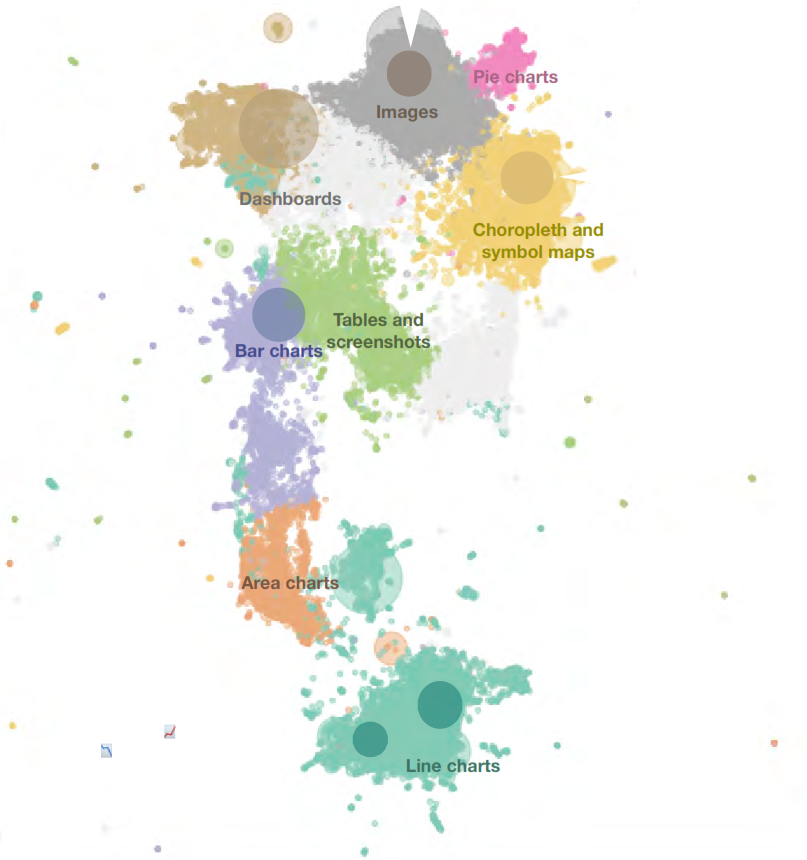 Pie charts
Images
Dashboards
Choropleth and
symbol maps
Tables and
screenshots
Bar charts
Area charts
Line charts